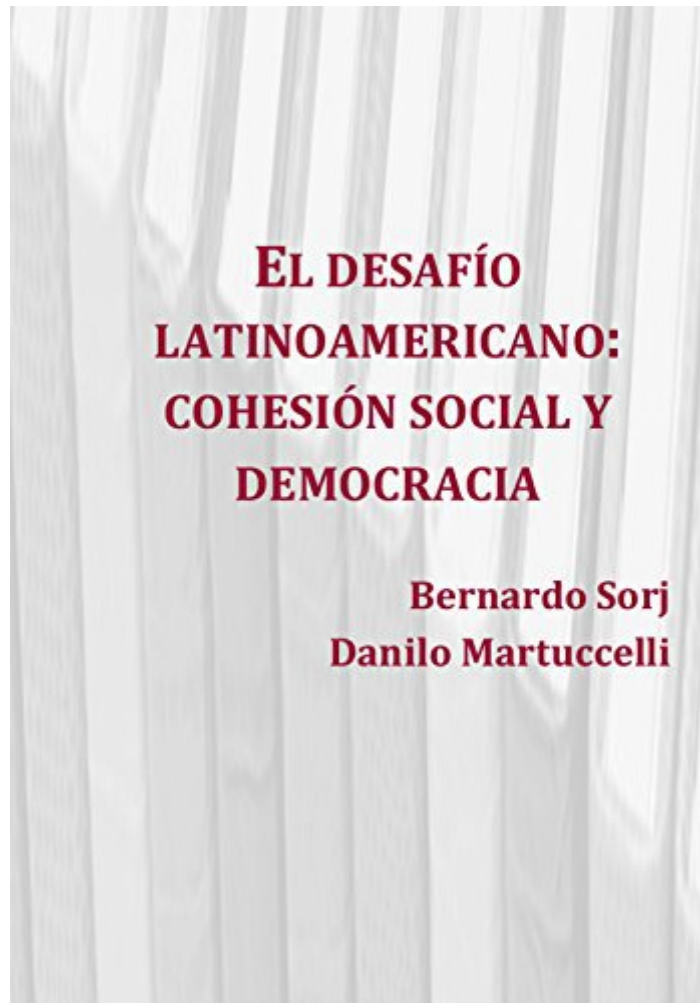 EL DESAFÍO
LATINOAMERICANO:
COHESIÓN SOCIAL Y
DEMOCRACIA
Bernardo Sorj
Danilo Martuccelli